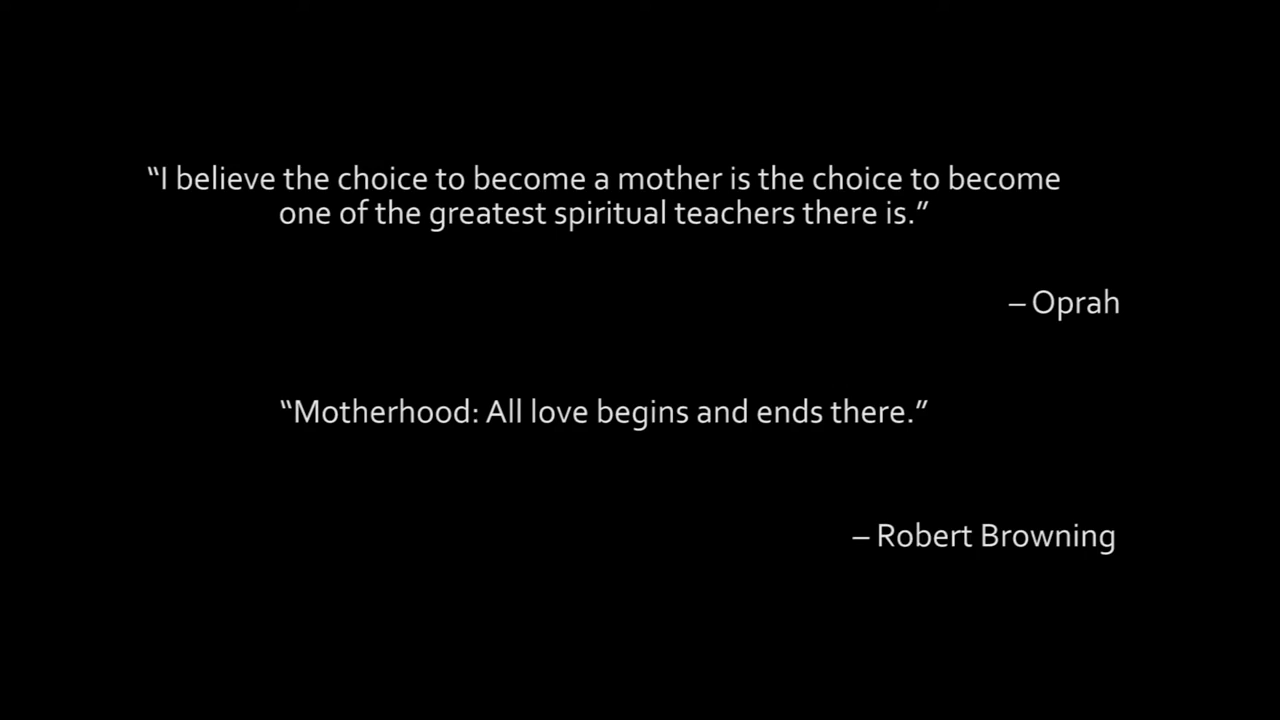 “I believe the choice to become a mother is the choice to become
one of the greatest spiritual teachers there is.”
– Oprah
“Motherhood: All love begins and ends there.”
– Robert Browning